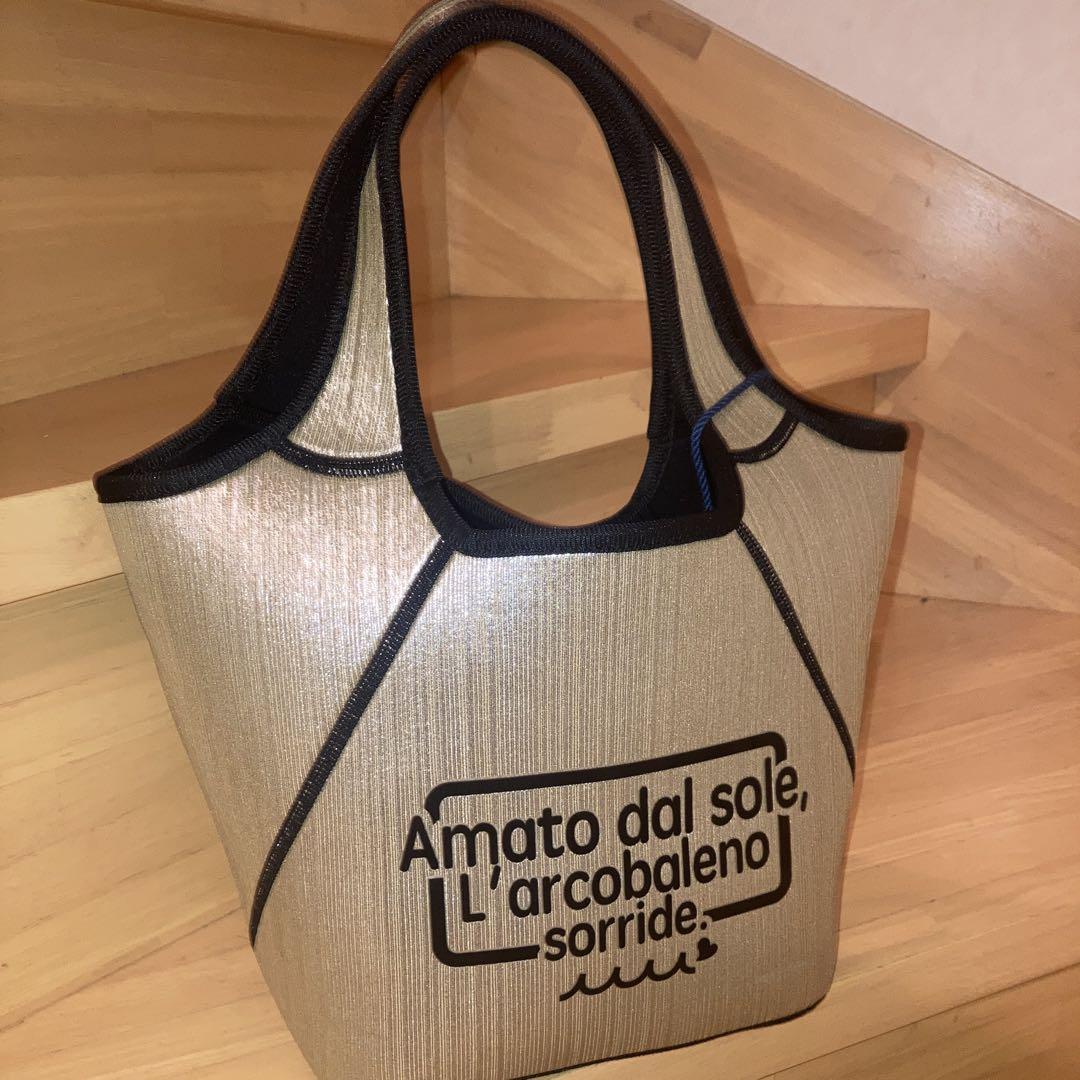 Amato dal sole,
L'arcobaleno
sorride.